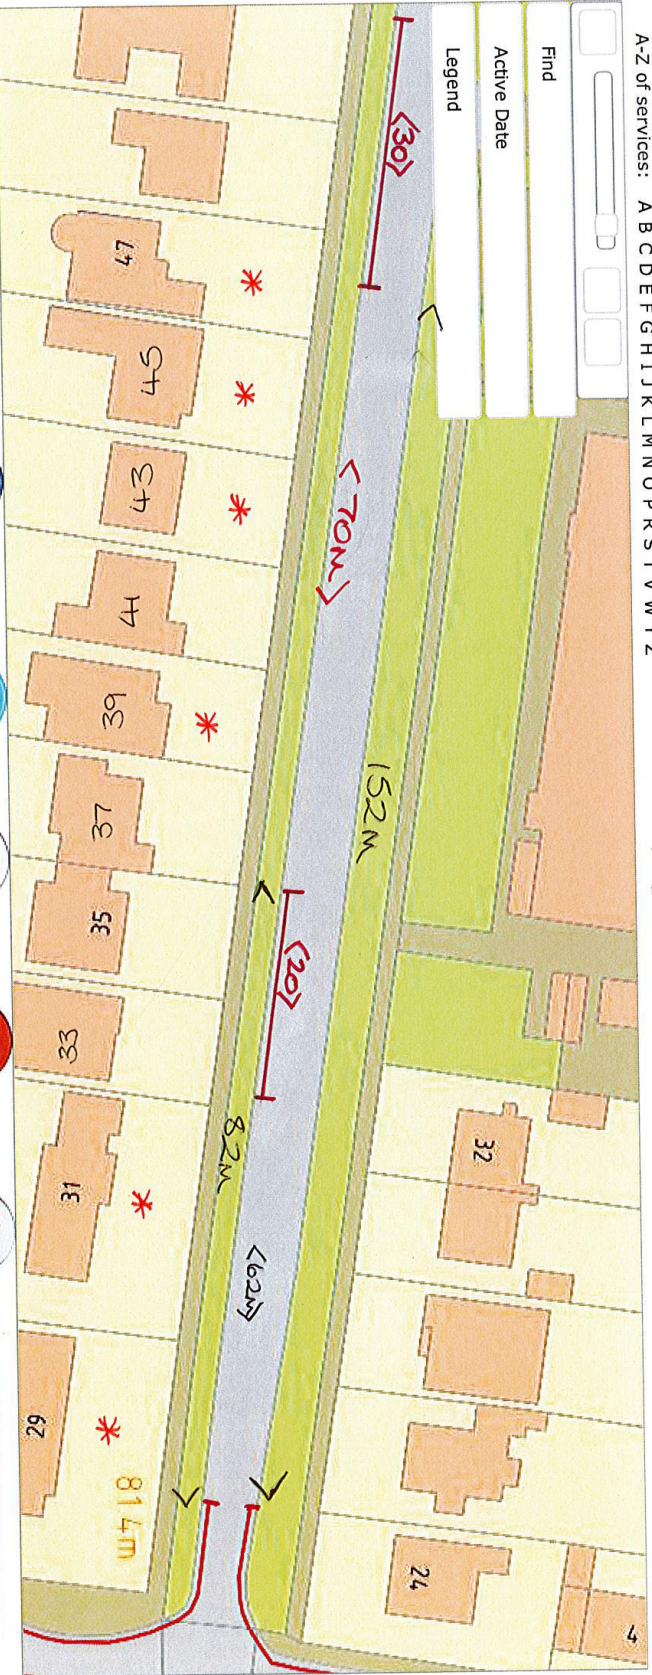 A-Z of services: A B C D E F G H I J K L M N O P R S T V W Y Z
Find
Active Date
Legend
<30>
<70M>
152M
<20>
82M
<62M>
47
45
43
41
39
37
35
33
31
29
814m
32
24
4